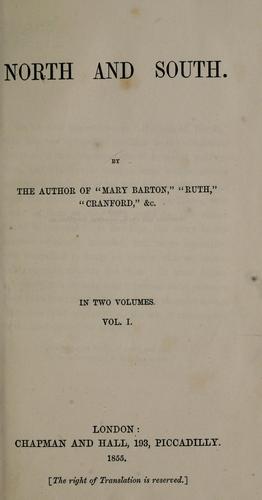 NORTH AND SOUTH.
BY
THE AUTHOR OF "MARY BARTON," "RUTH,"
"CRANFORD," &c.
IN TWO VOLUMES.
VOL. I.
LONDON:
CHAPMAN AND HALL, 193, PICCADILLY.
1855.
[The right of Translation is reserved.]